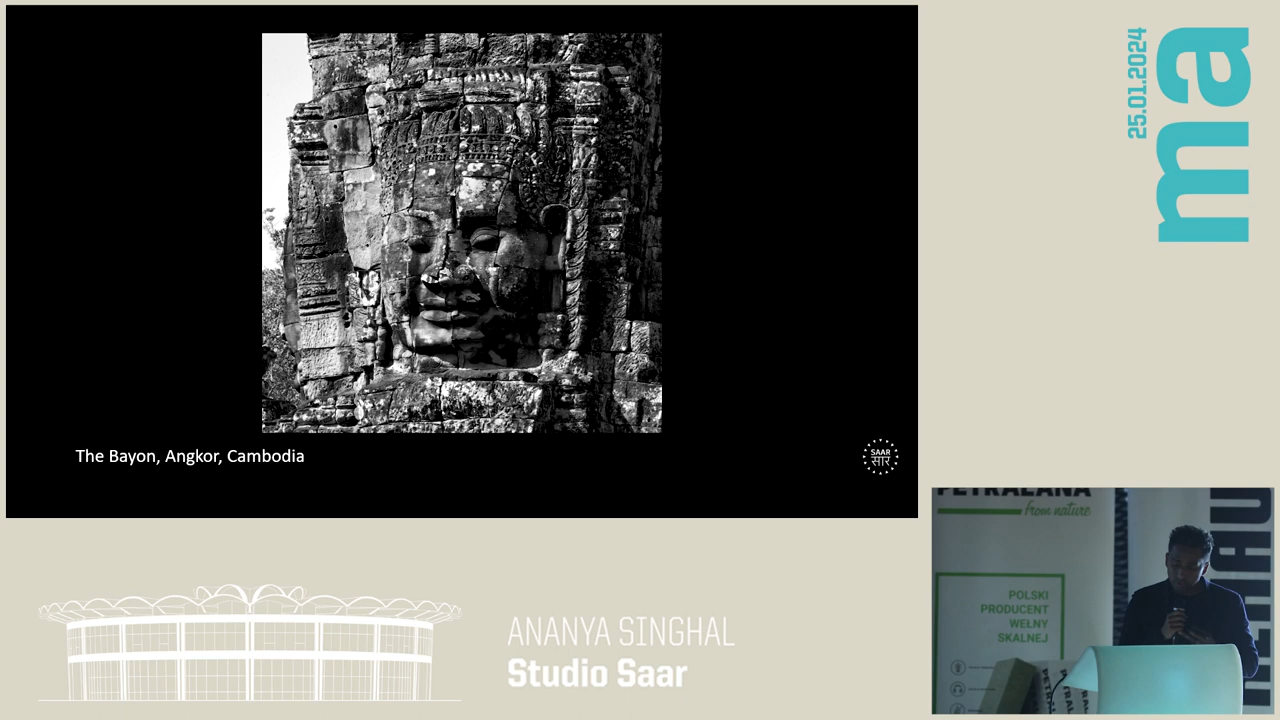 The Bayon, Angkor, Cambodia
SAAR
सार
25.01.2024
ma
ANANYA SINGHAL
Studio Saar
PETRALANA
from nature
POLSKI
PRODUCENT
WEŁNY
SKALNEJ